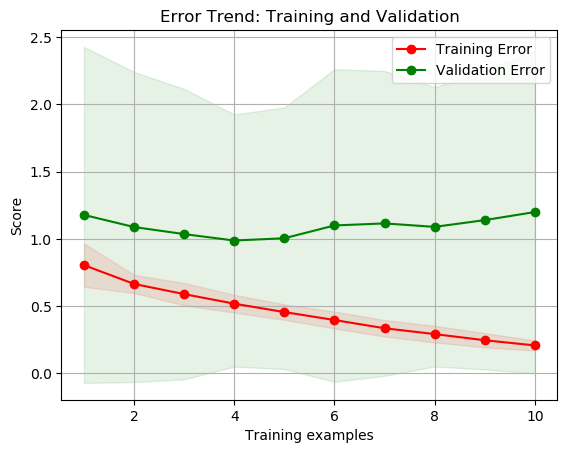 Error Trend: Training and Validation
Training Error
Validation Error
2.5
2.0
1.5
1.0
0.5
0.0
Score
2
4
6
8
10
Training examples